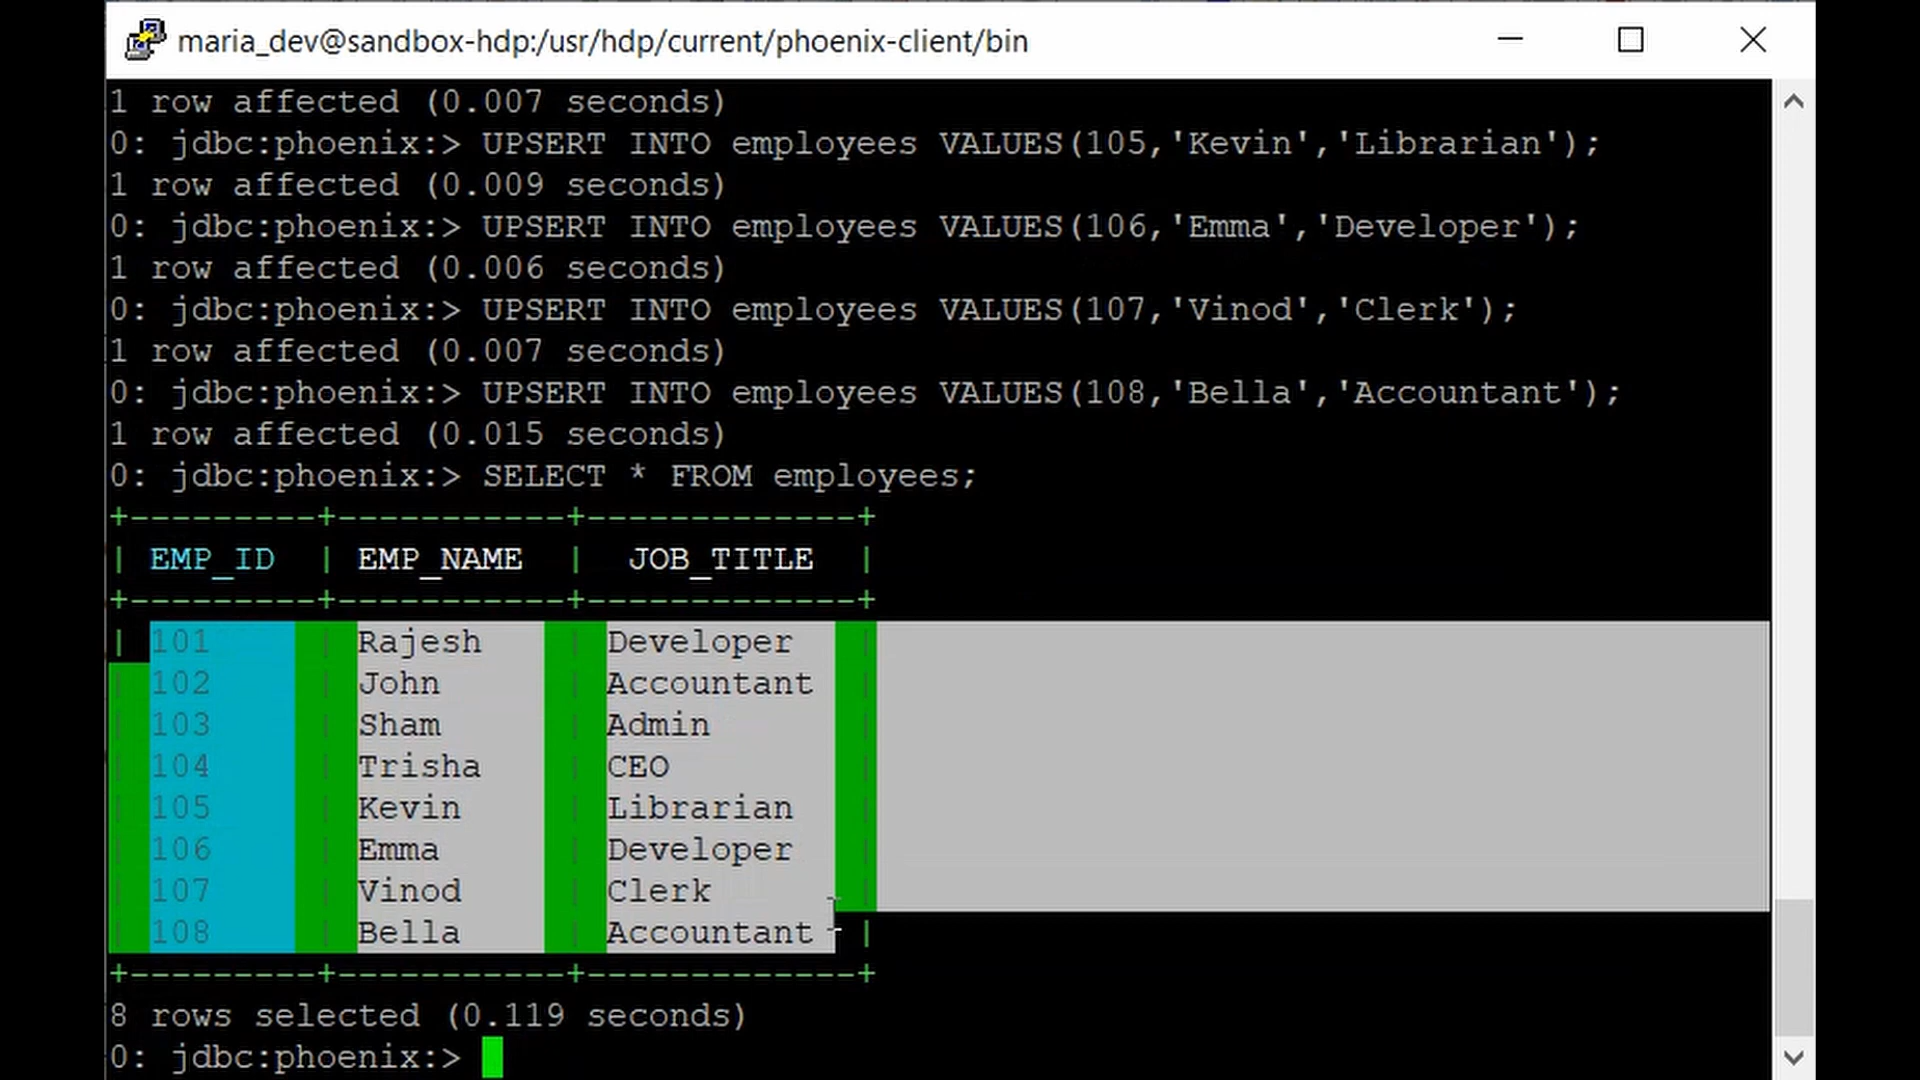 maria_dev@sandbox-hdp:/usr/hdp/current/phoenix-client/bin
1 row affected (0.007 seconds)
0: jdbc:phoenix:> UPSERT INTO employees VALUES(105,'Kevin','Librarian');
1 row affected (0.009 seconds)
0: jdbc:phoenix:> UPSERT INTO employees VALUES(106,'Emma','Developer');
1 row affected (0.006 seconds)
0: jdbc:phoenix:> UPSERT INTO employees VALUES(107,'Vinod','Clerk');
1 row affected (0.007 seconds)
0: jdbc:phoenix:> UPSERT INTO employees VALUES(108,'Bella','Accountant');
1 row affected (0.015 seconds)
0: jdbc:phoenix:> SELECT * FROM employees;
+---------+-----------+-------------+
| EMP_ID  | EMP_NAME  |  JOB_TITLE  |
+---------+-----------+-------------+
| 101     | Rajesh    | Developer   |
| 102     | John      | Accountant  |
| 103     | Sham      | Admin       |
| 104     | Trisha    | CEO         |
| 105     | Kevin     | Librarian   |
| 106     | Emma      | Developer   |
| 107     | Vinod     | Clerk       |
| 108     | Bella     | Accountant  |
+---------+-----------+-------------+
8 rows selected (0.119 seconds)
0: jdbc:phoenix:>